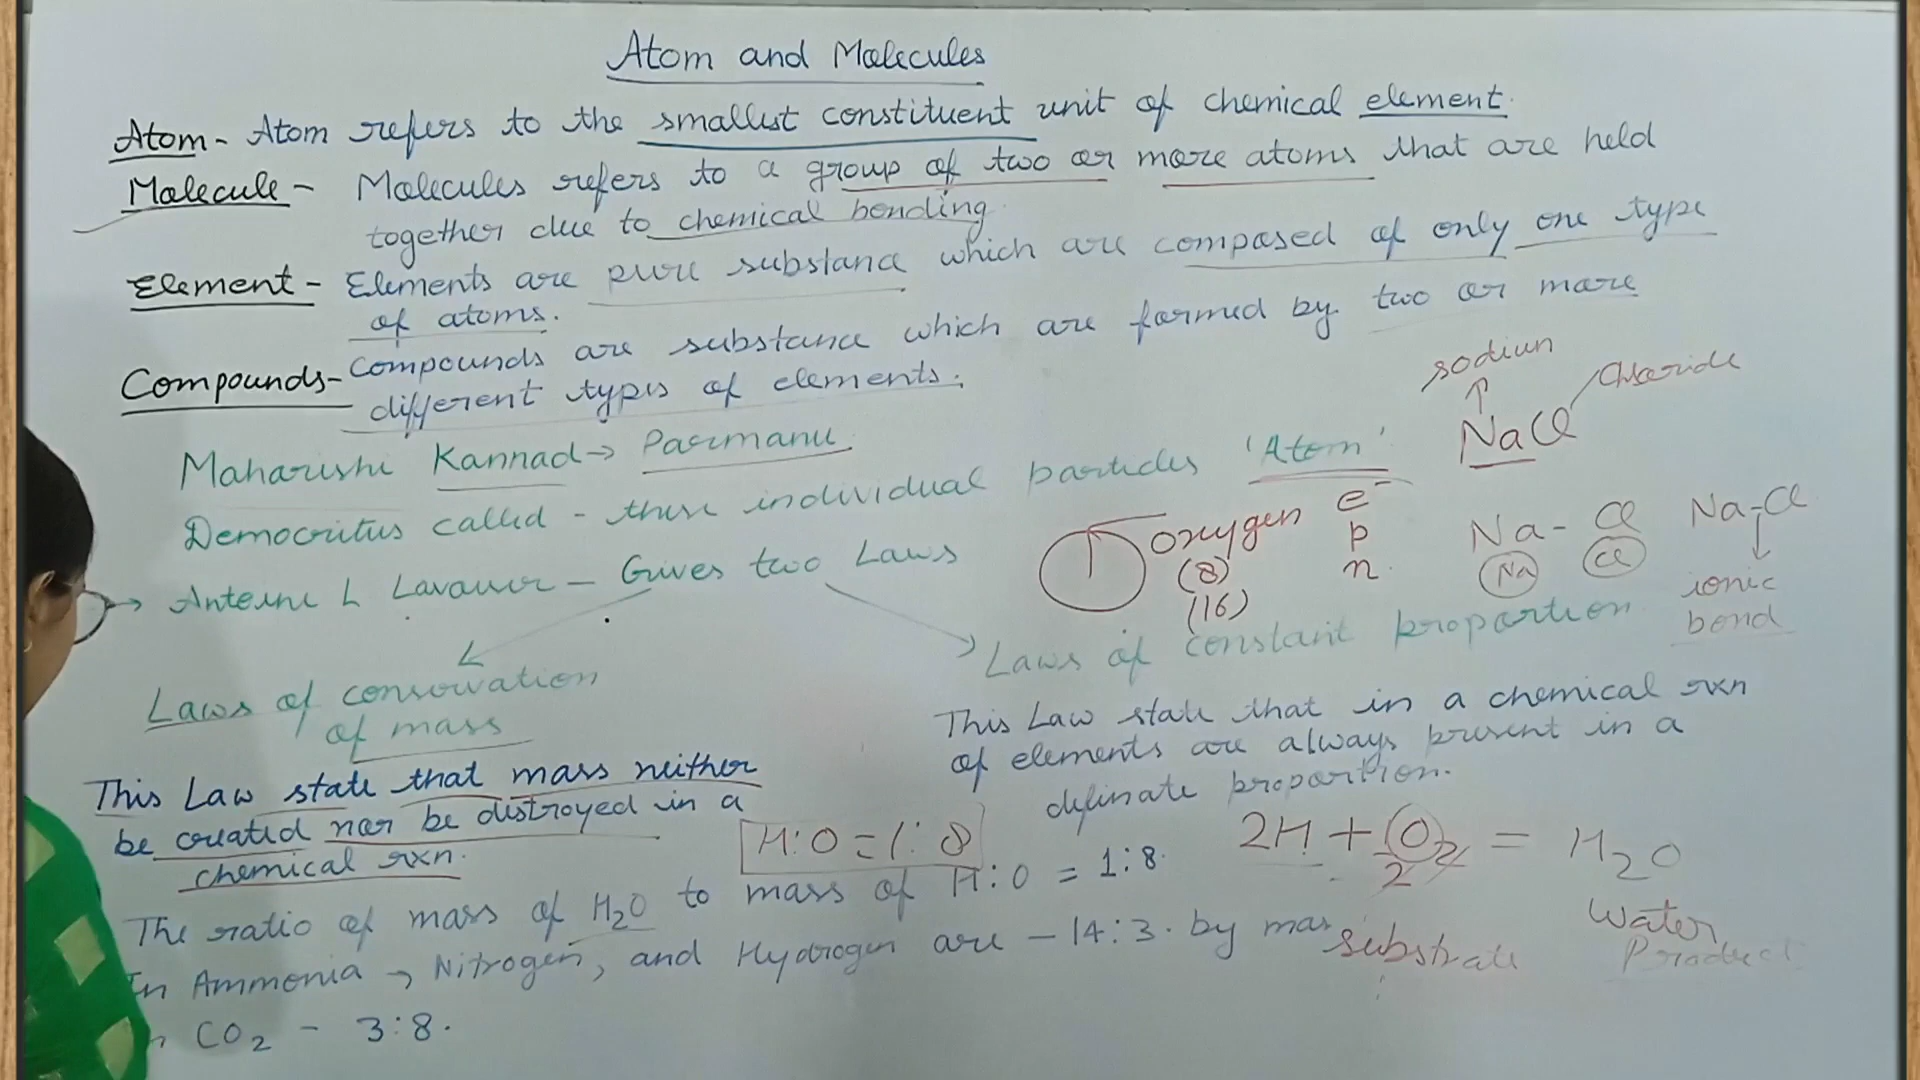 Atom and Molecules
Atom - Atom refers to the smallest constituent unit of chemical element.
Molecule - Molecules refers to a group of two or more atoms that are held
together due to chemical bonding.
Element - Elements are pure substance which are composed of only one type
of atoms.
Compounds - Compounds are substance which are formed by two or more
different types of elements.
sodium
Chloride
NaCl
Maharishi Kannad → Parmanu
Democritus called - these individual particles 'Atom'
oxygen
(8)
(16)
e⁻
p
n
Na - Cl
Na
Cl
Na-Cl
ionic
bond
→ Antenne L Lavauer - Gives two Laws
Laws of conservation
of mass
This Law state that mass neither
be created nor be distroyed in a
chemical rxn.
Laws of constant proportion
This Law state that in a chemical rxn
of elements are always present in a
definate proportion.
H:O = 1:8
2H + O₂/2 = H₂O
The ratio of mass of H₂O to mass of H:O = 1:8.
Water
Product
substrate
In Ammonia → Nitrogen, and Hydrogen are - 14:3. by mas
CO₂ - 3:8.